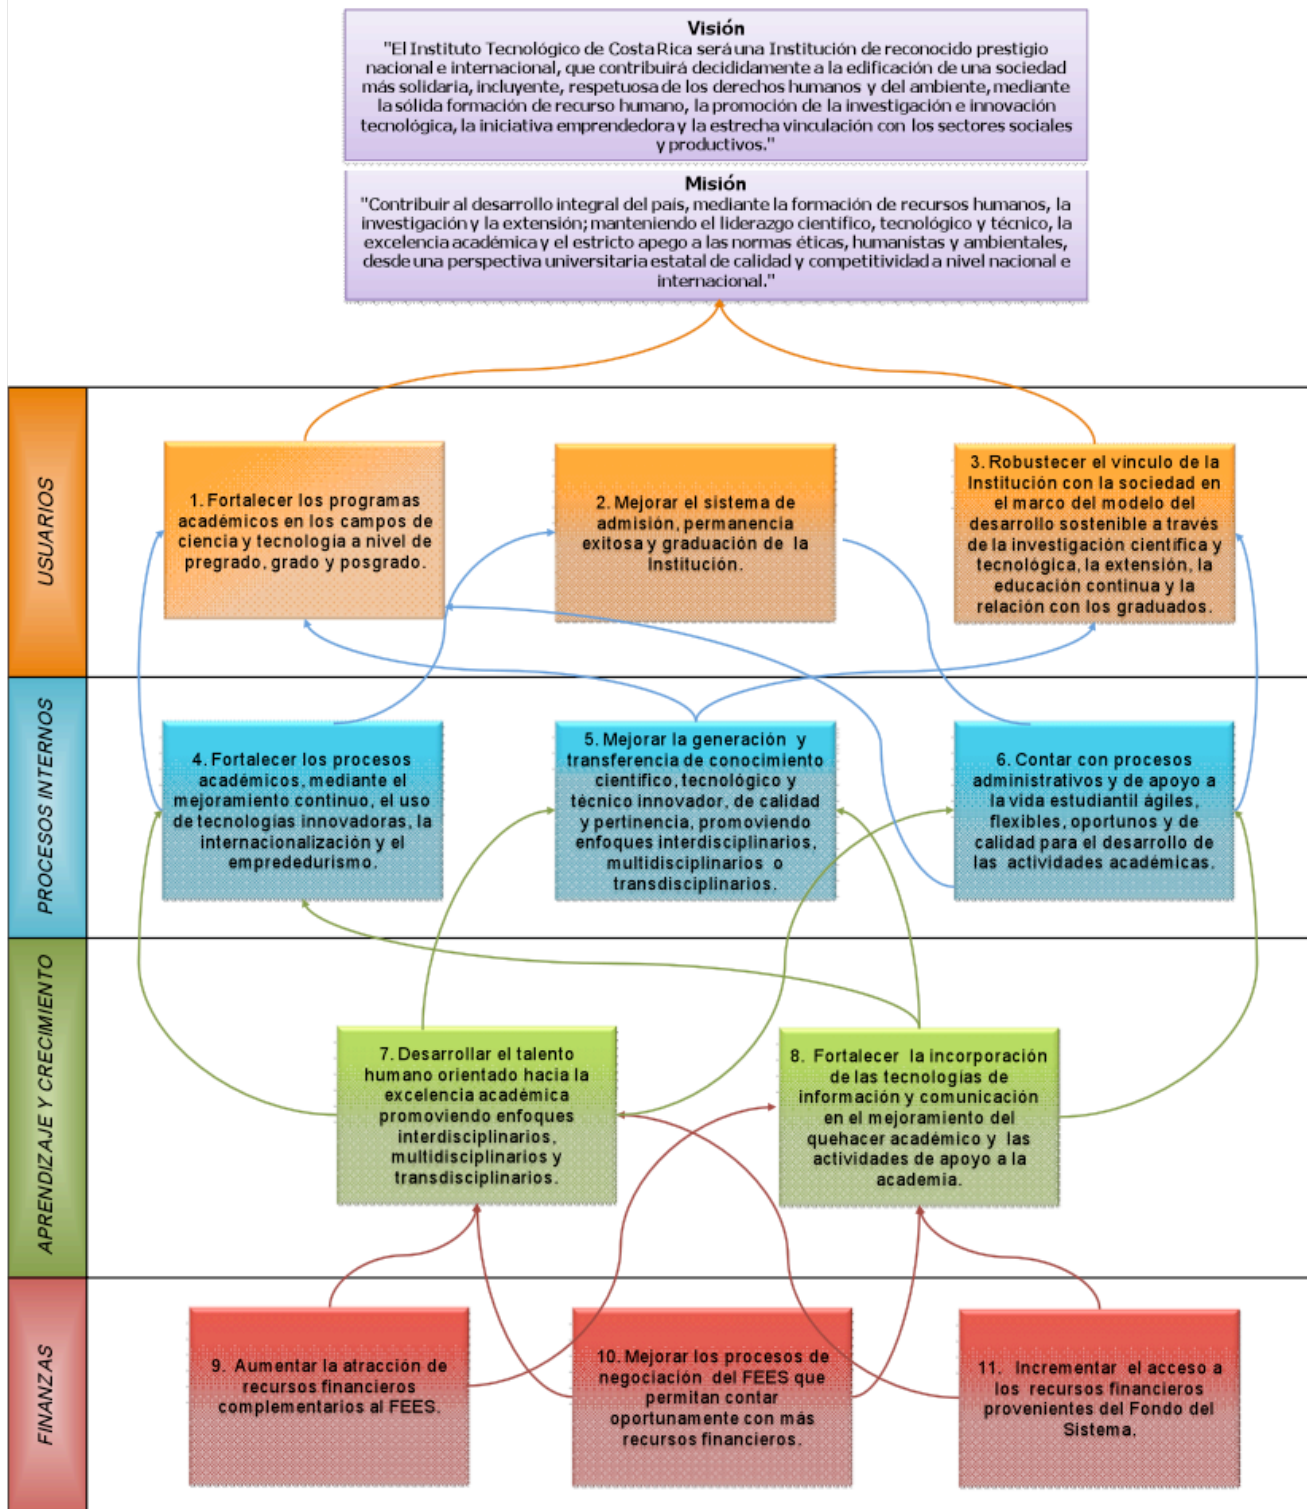 Visión
"El Instituto Tecnológico de Costa Rica será una Institución de reconocido prestigio
nacional e internacional, que contribuirá decididamente a la edificación de una sociedad
más solidaria, incluyente, respetuosa de los derechos humanos y del ambiente, mediante
la sólida formación de recurso humano, la promoción de la investigación e innovación
tecnológica, la iniciativa emprendedora y la estrecha vinculación con los sectores sociales
y productivos."
Misión
"Contribuir al desarrollo integral del país, mediante la formación de recursos humanos, la
investigación y la extensión; manteniendo el liderazgo científico, tecnológico y técnico, la
excelencia académica y el estricto apego a las normas éticas, humanistas y ambientales,
desde una perspectiva universitaria estatal de calidad y competitividad a nivel nacional e
internacional."
USUARIOS
1. Fortalecer los programas
académicos en los campos de
ciencia y tecnología a nivel de
pregrado, grado y posgrado.
2. Mejorar el sistema de
admisión, permanencia
exitosa y graduación de la
Institución.
3. Robustecer el vínculo de la
Institución con la sociedad en
el marco del modelo del
desarrollo sostenible a través
de la investigación científica y
tecnológica, la extensión, la
educación continua y la
relación con los graduados.
PROCESOS INTERNOS
4. Fortalecer los procesos
académicos, mediante el
mejoramiento continuo, el uso
de tecnologías innovadoras, la
internacionalización y el
emprededurismo.
5. Mejorar la generación y
transferencia de conocimiento
científico, tecnológico y
técnico innovador, de calidad
y pertinencia, promoviendo
enfoques interdisciplinarios,
multidisciplinarios o
transdisciplinarios.
6. Contar con procesos
administrativos y de apoyo a
la vida estudiantil ágiles,
flexibles, oportunos y de
calidad para el desarrollo de
las actividades académicas.
APRENDIZAJE Y CRECIMIENTO
7. Desarrollar el talento
humano orientado hacia la
excelencia académica
promoviendo enfoques
interdisciplinarios,
multidisciplinarios y
transdisciplinarios.
8. Fortalecer la incorporación
de las tecnologías de
información y comunicación
en el mejoramiento del
quehacer académico y las
actividades de apoyo a la
academia.
FINANZAS
9. Aumentar la atracción de
recursos financieros
complementarios al FEES.
10. Mejorar los procesos de
negociación del FEES que
permitan contar
oportunamente con más
recursos financieros.
11. Incrementar el acceso a
los recursos financieros
provenientes del Fondo del
Sistema.